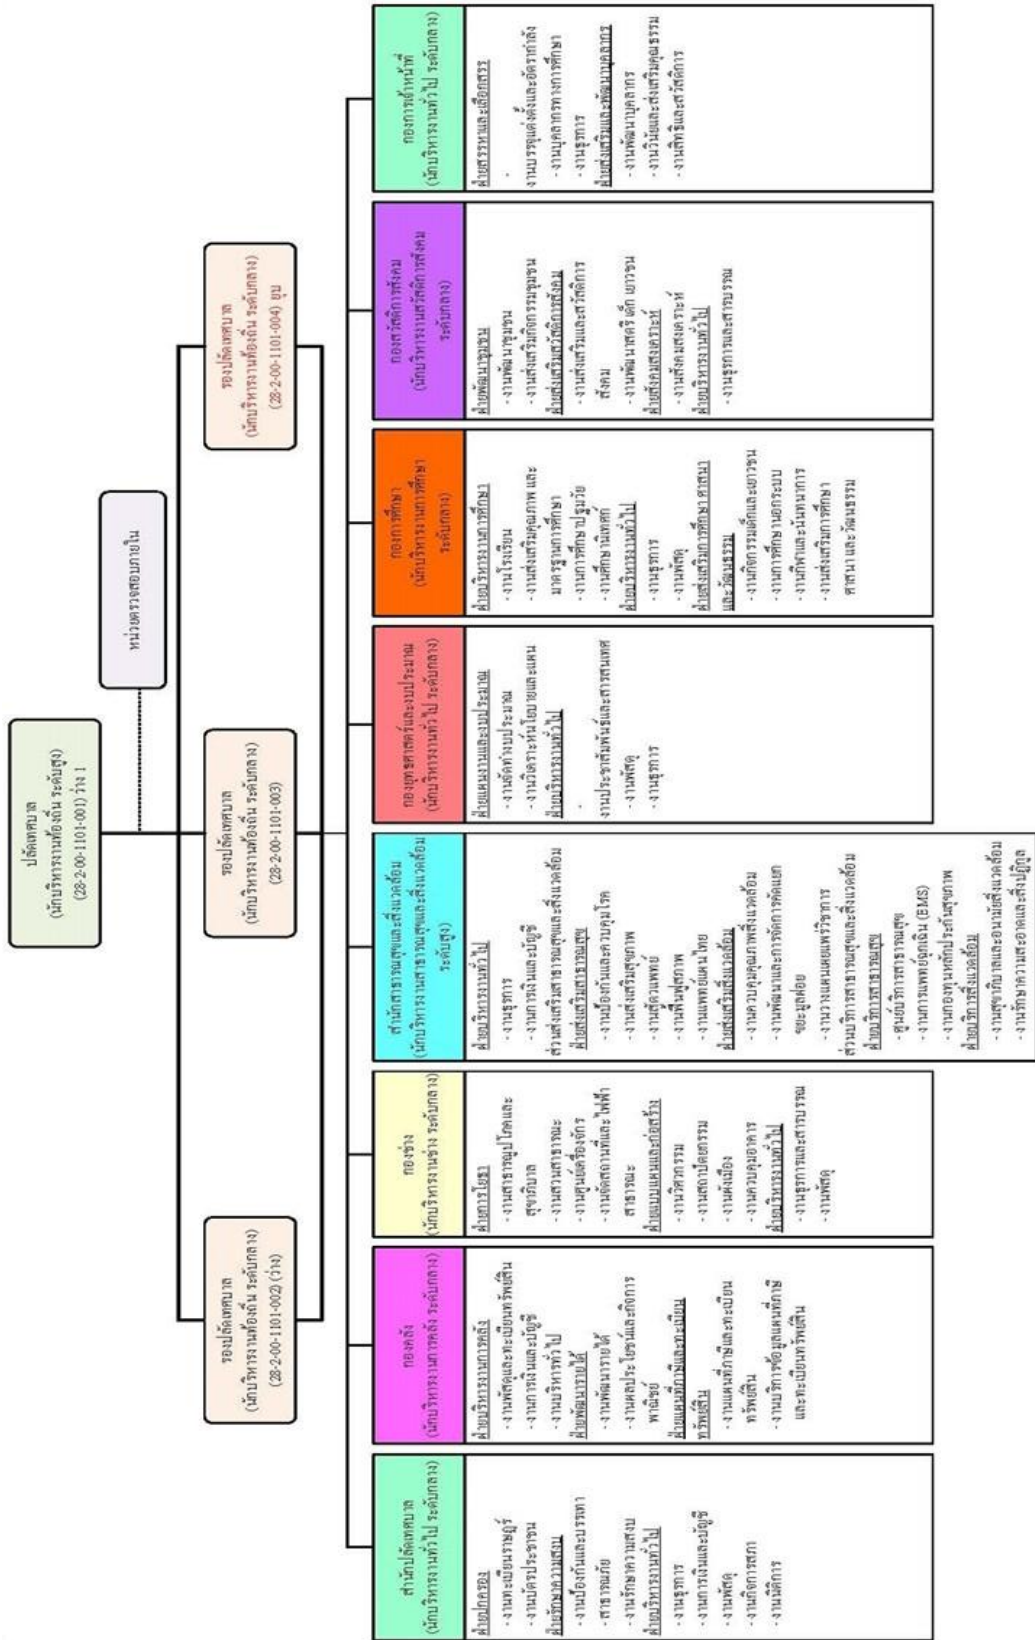 ปลัดเทศบาล
(นักบริหารงานท้องถิ่น ระดับสูง)
(28-2-00-1101-001) ว่าง 1
หน่วยตรวจสอบภายใน
รองปลัดเทศบาล
(นักบริหารงานท้องถิ่น ระดับกลาง)
(28-2-00-1101-002) (ว่าง)
รองปลัดเทศบาล
(นักบริหารงานท้องถิ่น ระดับกลาง)
(28-2-00-1101-003)
รองปลัดเทศบาล
(นักบริหารงานท้องถิ่น ระดับกลาง)
(28-2-00-1101-004) ยุบ
สำนักปลัดเทศบาล
(นักบริหารงานทั่วไป ระดับกลาง)
ฝ่ายปกครอง
- งานทะเบียนราษฎร์
- งานบัตรประชาชน
ฝ่ายรักษาความสงบ
- งานป้องกันและบรรเทา
สาธารณภัย
- งานรักษาความสงบ
ฝ่ายบริหารงานทั่วไป
- งานธุรการ
- งานการเงินและบัญชี
- งานพัสดุ
- งานกิจการสภา
- งานนิติการ
กองคลัง
(นักบริหารงานการคลัง ระดับกลาง)
ฝ่ายบริหารงานการคลัง
- งานพัสดุและทะเบียนทรัพย์สิน
- งานการเงินและบัญชี
- งานบริหารทั่วไป
ฝ่ายพัฒนารายได้
- งานพัฒนารายได้
- งานผลประโยชน์และกิจการ
พาณิชย์
ฝ่ายแผนที่ภาษีและทะเบียน
ทรัพย์สิน
- งานแผนที่ภาษีและทะเบียน
ทรัพย์สิน
- งานบริการข้อมูลแผนที่ภาษี
และทะเบียนทรัพย์สิน
กองช่าง
(นักบริหารงานช่าง ระดับกลาง)
ฝ่ายการโยธา
- งานสาธารณูปโภคและ
สุขาภิบาล
- งานสวนสาธารณะ
- งานศูนย์เครื่องจักร
- งานจัดสถานที่และไฟฟ้า
สาธารณะ
ฝ่ายแบบแผนและก่อสร้าง
- งานวิศวกรรม
- งานสถาปัตยกรรม
- งานผังเมือง
- งานควบคุมอาคาร
ฝ่ายบริหารงานทั่วไป
- งานธุรการและสารบรรณ
- งานพัสดุ
สำนักสาธารณสุขและสิ่งแวดล้อม
(นักบริหารงานสาธารณสุขและสิ่งแวดล้อม
ระดับสูง)
ฝ่ายบริหารงานทั่วไป
- งานธุรการ
- งานการเงินและบัญชี
ส่วนส่งเสริมสาธารณสุขและสิ่งแวดล้อม
ฝ่ายส่งเสริมสาธารณสุข
- งานป้องกันและควบคุมโรค
- งานส่งเสริมสุขภาพ
- งานสัตวแพทย์
- งานฟื้นฟูสภาพ
- งานแพทย์แผนไทย
ฝ่ายส่งเสริมสิ่งแวดล้อม
- งานควบคุมคุณภาพสิ่งแวดล้อม
- งานพัฒนาและการจัดการคัดแยก
ขยะมูลฝอย
- งานวางแผนเผยแพร่วิชาการ
ส่วนบริการสาธารณสุขและสิ่งแวดล้อม
ฝ่ายบริการสาธารณสุข
- ศูนย์บริการสาธารณสุข
- งานการแพทย์ฉุกเฉิน (EMS)
- งานกองทุนหลักประกันสุขภาพ
ฝ่ายบริการสิ่งแวดล้อม
- งานสุขาภิบาลและอนามัยสิ่งแวดล้อม
- งานรักษาความสะอาดและสิ่งปฏิกูล
กองยุทธศาสตร์และงบประมาณ
(นักบริหารงานทั่วไป ระดับกลาง)
ฝ่ายแผนงานและงบประมาณ
- งานจัดทำงบประมาณ
- งานวิเคราะห์นโยบายและแผน
ฝ่ายบริหารงานทั่วไป
-
งานประชาสัมพันธ์และสารสนเทศ
- งานพัสดุ
- งานธุรการ
กองการศึกษา
(นักบริหารงานการศึกษา
ระดับกลาง)
ฝ่ายบริหารงานการศึกษา
- งานโรงเรียน
- งานส่งเสริมคุณภาพและ
มาตรฐานการศึกษา
- งานการศึกษาปฐมวัย
- งานศึกษานิเทศก์
ฝ่ายบริหารงานทั่วไป
- งานธุรการ
- งานพัสดุ
ฝ่ายส่งเสริมการศึกษา ศาสนา
และวัฒนธรรม
- งานกิจกรรมเด็กและเยาวชน
- งานการศึกษานอกระบบ
- งานกีฬาและนันทนาการ
- งานส่งเสริมการศึกษา
ศาสนา และวัฒนธรรม
กองสวัสดิการสังคม
(นักบริหารงานสวัสดิการสังคม
ระดับกลาง)
ฝ่ายพัฒนาชุมชน
- งานพัฒนาชุมชน
- งานส่งเสริมกิจกรรมชุมชน
ฝ่ายส่งเสริมสวัสดิการสังคม
- งานส่งเสริมและสวัสดิการ
สังคม
- งานพัฒนาสตรี เด็ก เยาวชน
ฝ่ายสังคมสงเคราะห์
- งานสังคมสงเคราะห์
ฝ่ายบริหารงานทั่วไป
- งานธุรการและสารบรรณ
กองการเจ้าหน้าที่
(นักบริหารงานทั่วไป ระดับกลาง)
ฝ่ายสรรหาและเลือกสรร
-
งานบรรจุแต่งตั้งและอัตรากำลัง
- งานบุคลากรทางการศึกษา
- งานธุรการ
ฝ่ายส่งเสริมและพัฒนาบุคลากร
- งานพัฒนาบุคลากร
- งานวินัยและส่งเสริมคุณธรรม
- งานสิทธิและสวัสดิการ